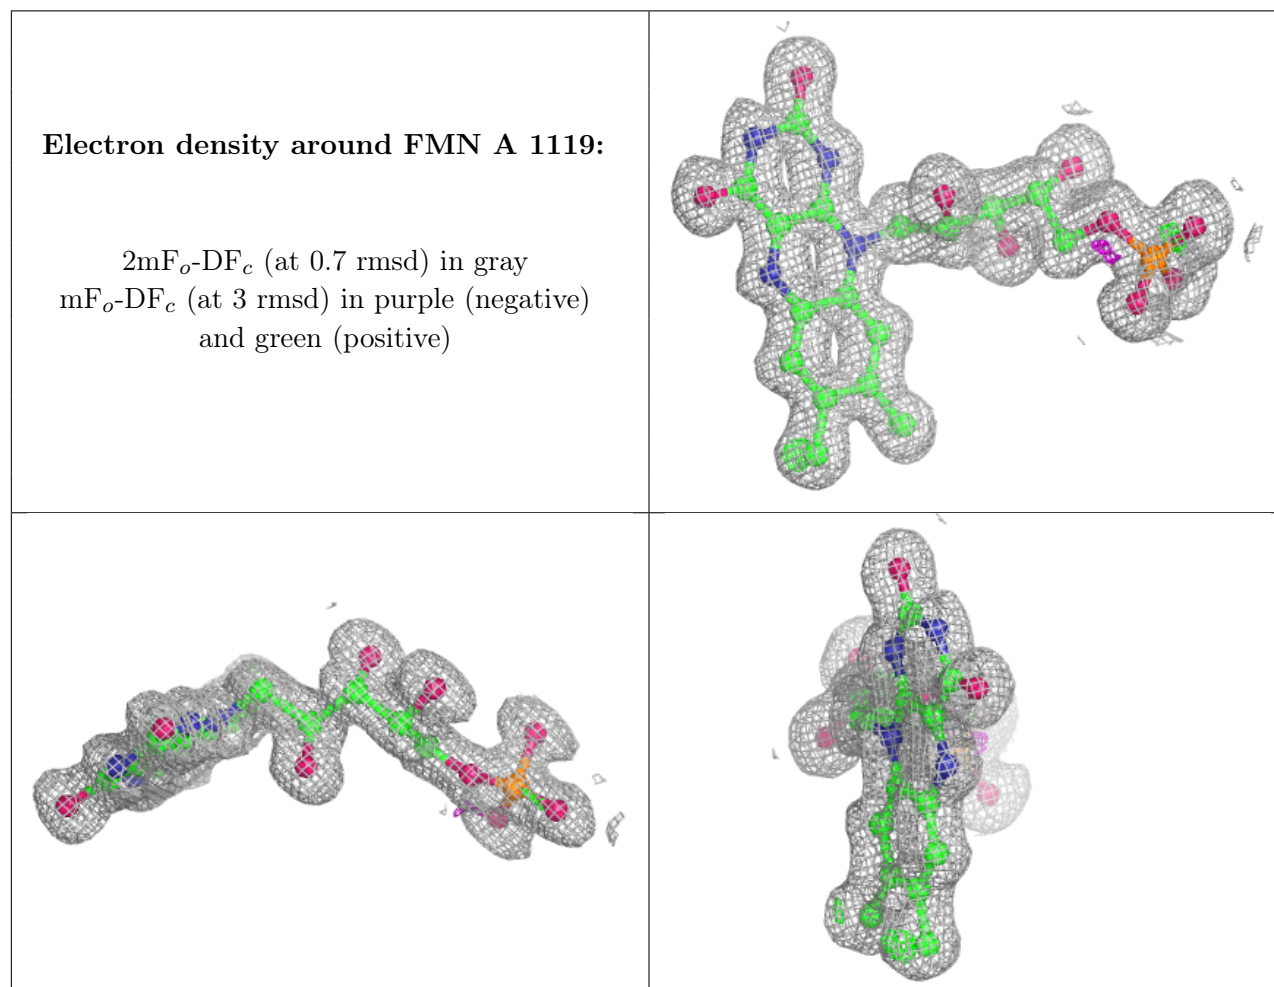 Electron density around FMN A 1119:
2mFo-DFc (at 0.7 rmsd) in gray
mFo-DFc (at 3 rmsd) in purple (negative)
and green (positive)